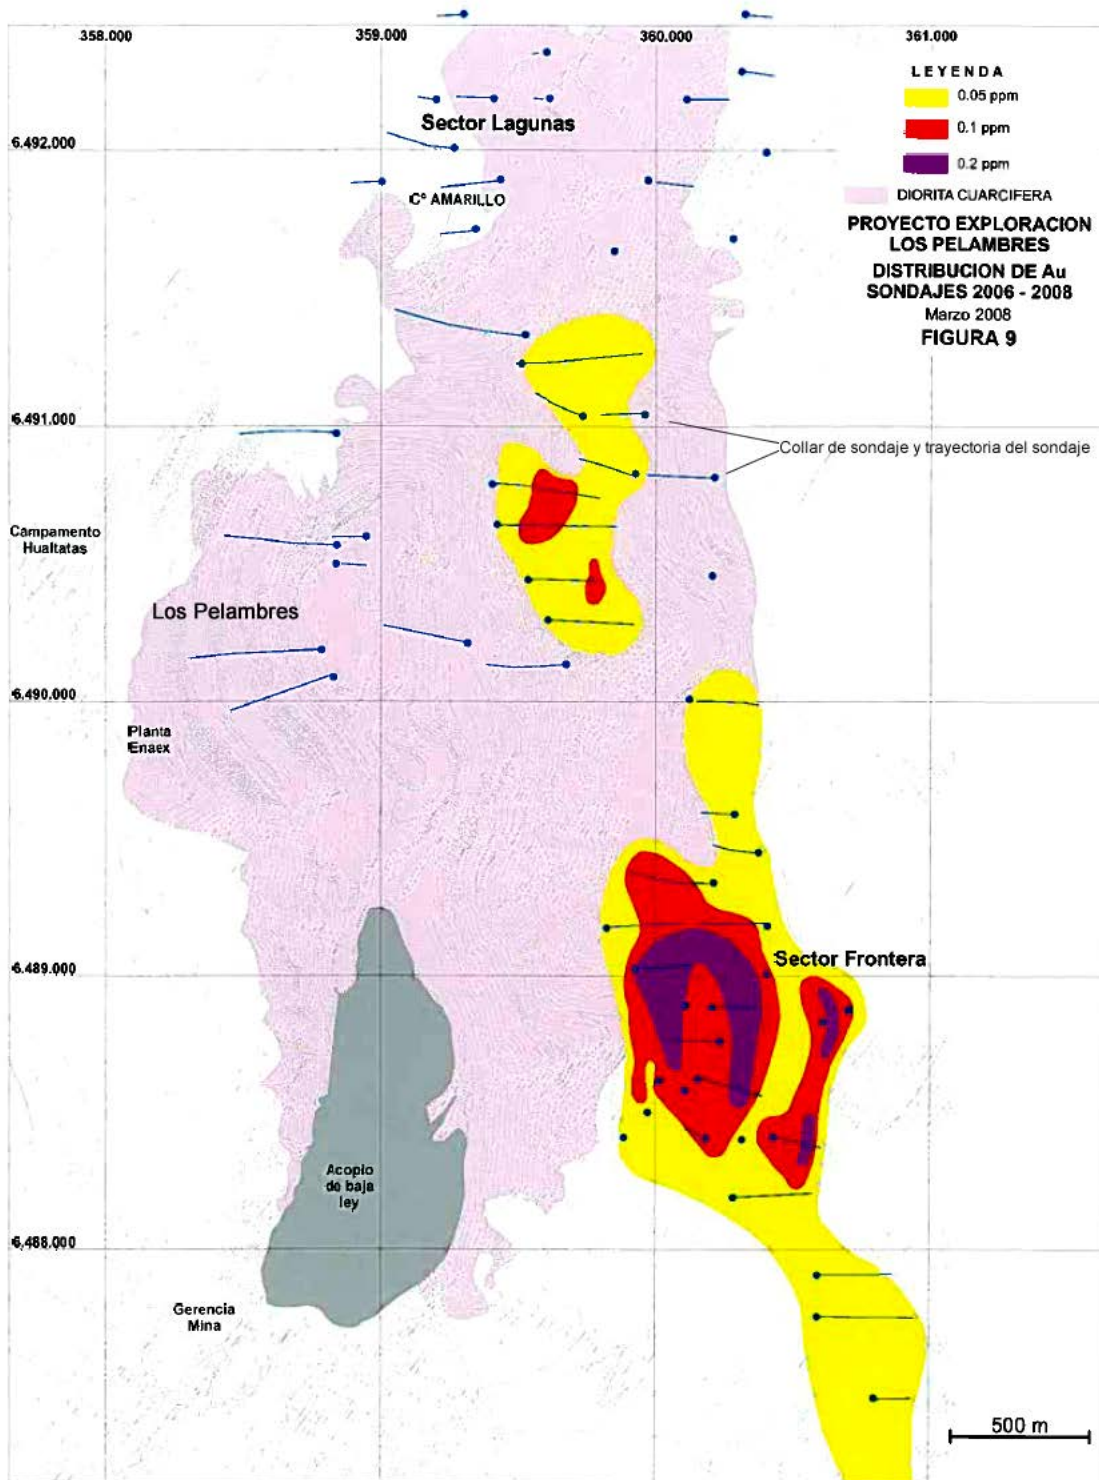 358.000
359.000
360.000
361.000
LEYENDA
0.05 ppm
Sector Lagunas
0.1 ppm
6.492.000
0.2 ppm
Cº AMARILLO
DIORITA CUARCIFERA
PROYECTO EXPLORACION
LOS PELAMBRES
DISTRIBUCION DE Au
SONDAJES 2006 - 2008
Marzo 2008
FIGURA 9
6.491.000
Collar de sondaje y trayectoria del sondaje
Campamento
Hualtatas
Los Pelambres
6.490.000
Planta
Enaex
Sector Frontera
6.489.000
Acopio
de baja
ley
6.488.000
Gerencia
Mina
500 m